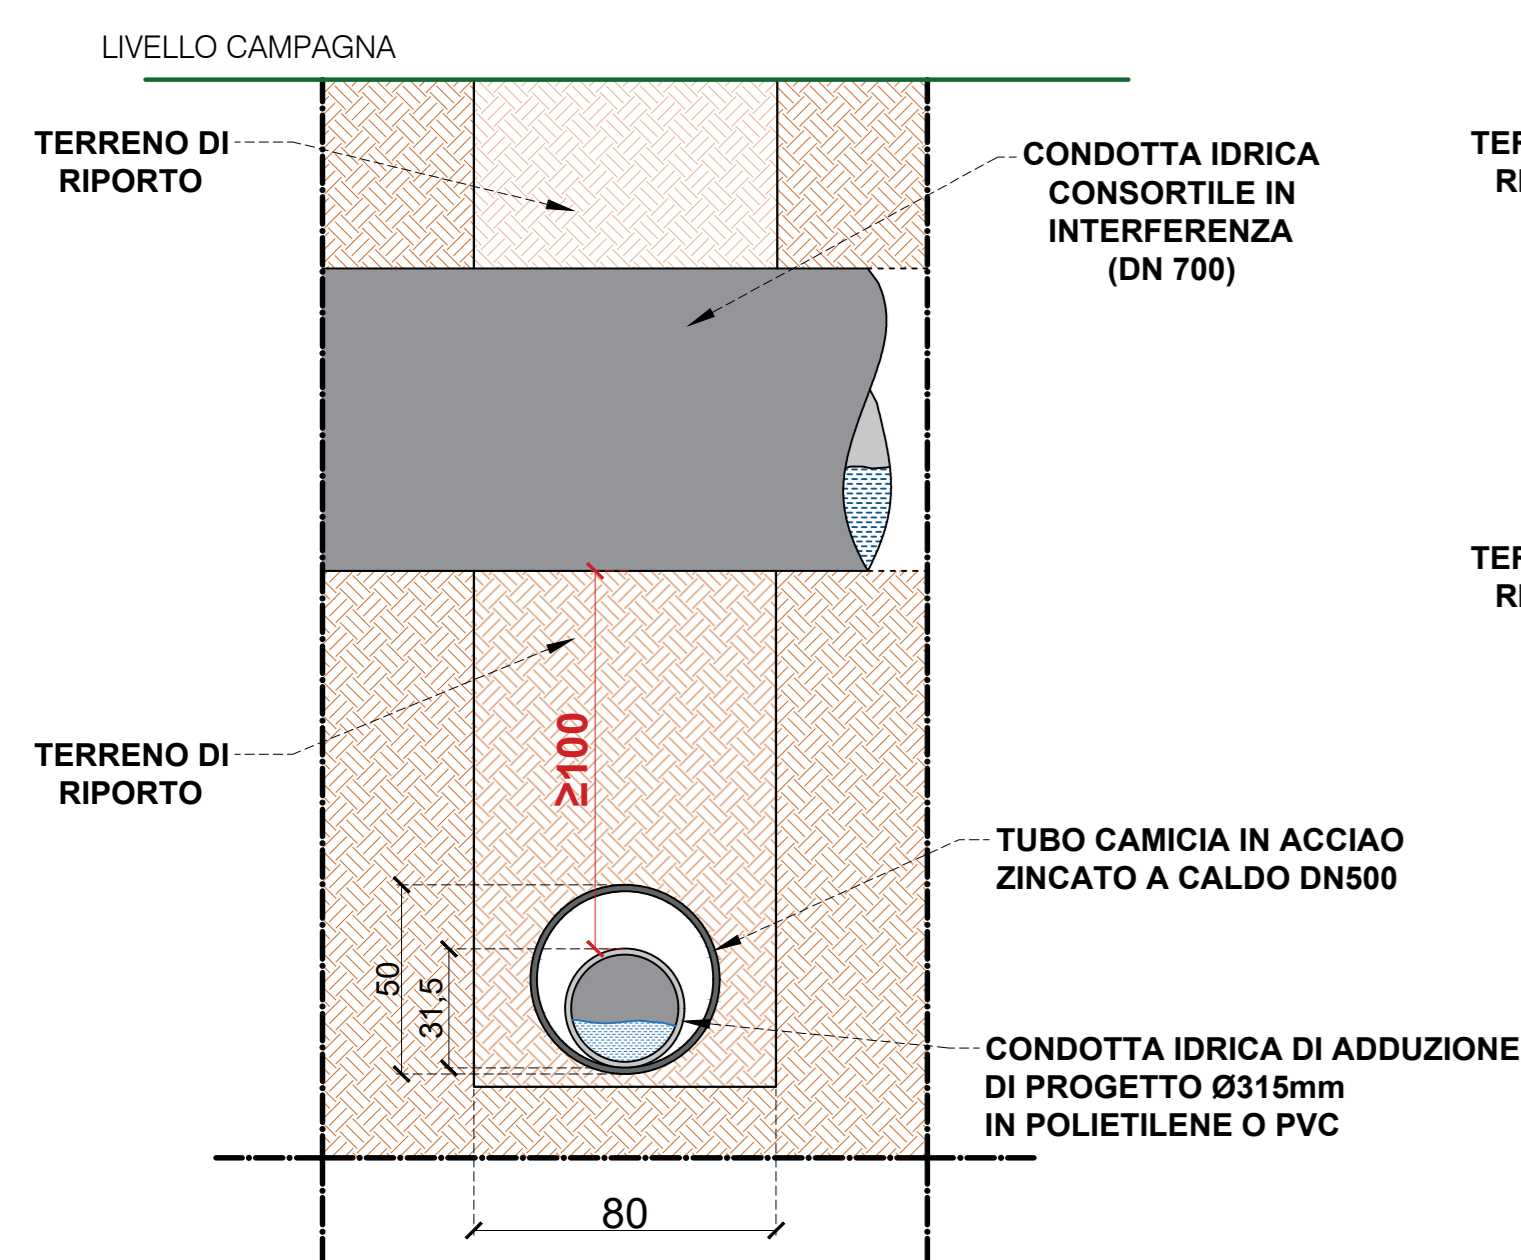 LIVELLO CAMPAGNA
TERRENO DI
RIPORTO
CONDOTTA IDRICA
CONSORTILE IN
INTERFERENZA
(DN 700)
TERRENO DI
RIPORTO
≥100
TUBO CAMICIA IN ACCIAO
ZINCATO A CALDO DN500
50
31,5
CONDOTTA IDRICA DI ADDUZIONE
DI PROGETTO Ø315mm
IN POLIETILENE O PVC
80